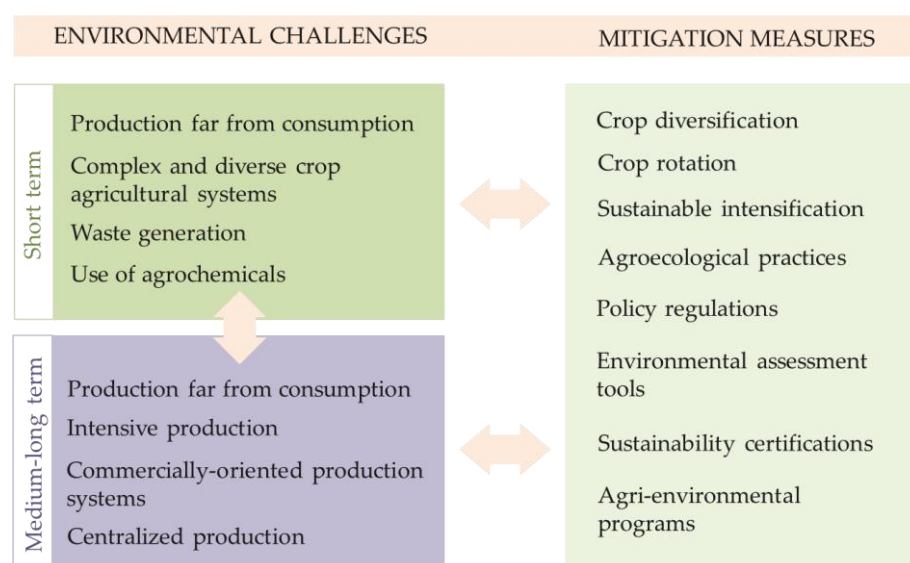 ENVIRONMENTAL CHALLENGES
MITIGATION MEASURES
Short term
Production far from consumption
Complex and diverse crop
agricultural systems
Waste generation
Use of agrochemicals
Medium-long term
Production far from consumption
Intensive production
Commercially-oriented production
systems
Centralized production
Crop diversification
Crop rotation
Sustainable intensification
Agroecological practices
Policy regulations
Environmental assessment
tools
Sustainability certifications
Agri-environmental
programs